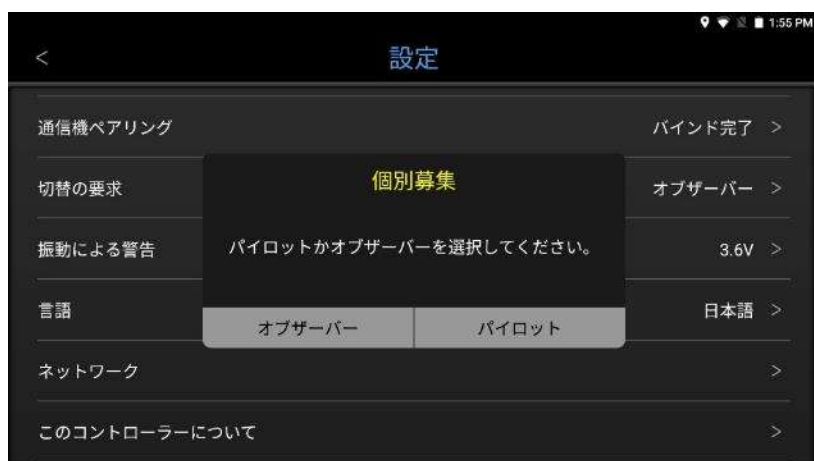 1:55 PM
<
設定
通信機ペアリング
バインド完了 >
個別募集
切替の要求
オブザーバー >
パイロットかオブザーバーを選択してください。
振動による警告
3.6V >
言語
日本語 >
オブザーバー
パイロット
ネットワーク
>
このコントローラーについて
>